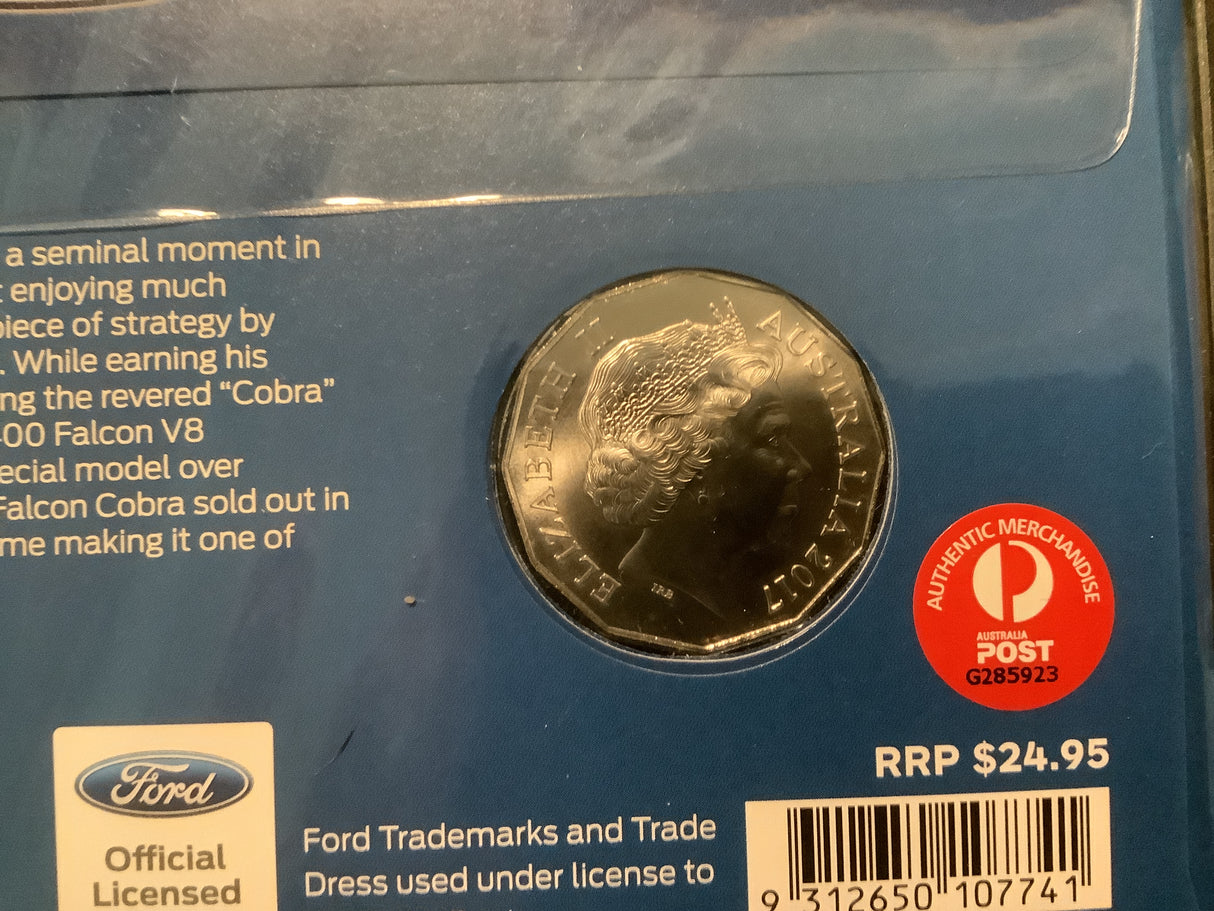 a seminal moment in
enjoying much
piece of strategy by
. While earning his
ng the revered “Cobra”
00 Falcon V8
ecial model over
Falcon Cobra sold out in
me making it one of
ELIZABETH II
AUSTRALIA 2017
IRB
AUTHENTIC MERCHANDISE
AUSTRALIA
POST
G285923
RRP $24.95
Ford
Official
Licensed
Ford Trademarks and Trade
Dress used under license to
9 312650 107741